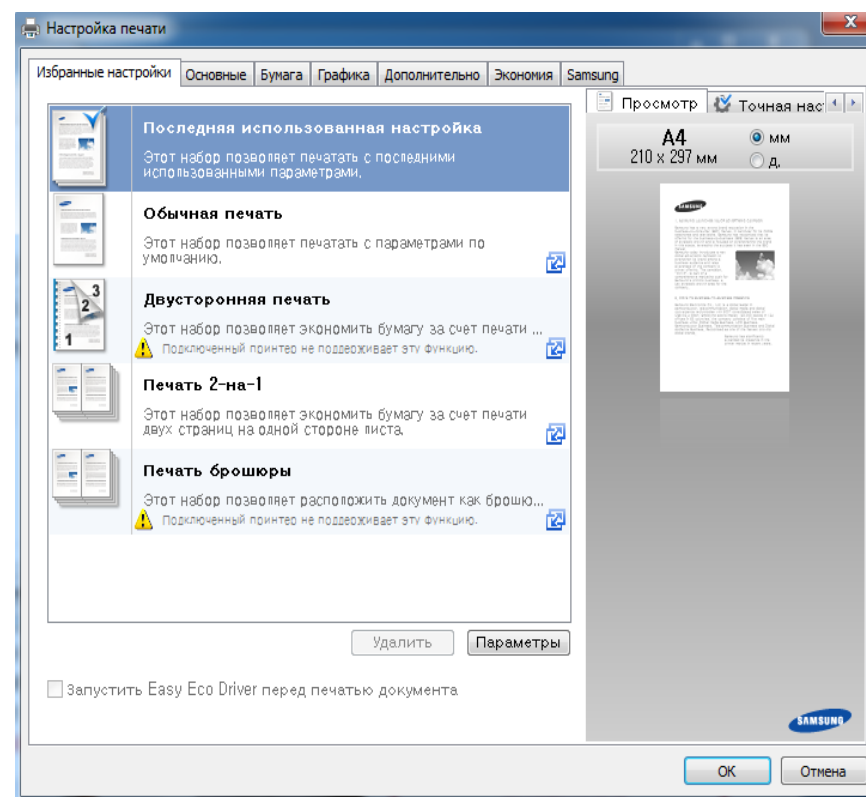 Настройка печати
X
Избранные настройки Основные Бумага Графика Дополнительно Экономия Samsung
Последняя использованная настройка
Этот набор позволяет печатать с последними
использованными параметрами.
Обычная печать
Этот набор позволяет печатать с параметрами по
умолчанию.
3
2
1
Двусторонняя печать
Этот набор позволяет экономить бумагу за счет печати ...
Подключенный принтер не поддерживает эту функцию.
Печать 2-на-1
Этот набор позволяет экономить бумагу за счет печати
двух страниц на одной стороне листа.
Печать брошюры
Этот набор позволяет расположить документ как брошю...
Подключенный принтер не поддерживает эту функцию.
Удалить Параметры
Запустить Easy Eco Driver перед печатью документа
Просмотр Точная нас
A4
210 x 297 мм
мм
д.
SAMSUNG
SAMSUNG
OK Отмена